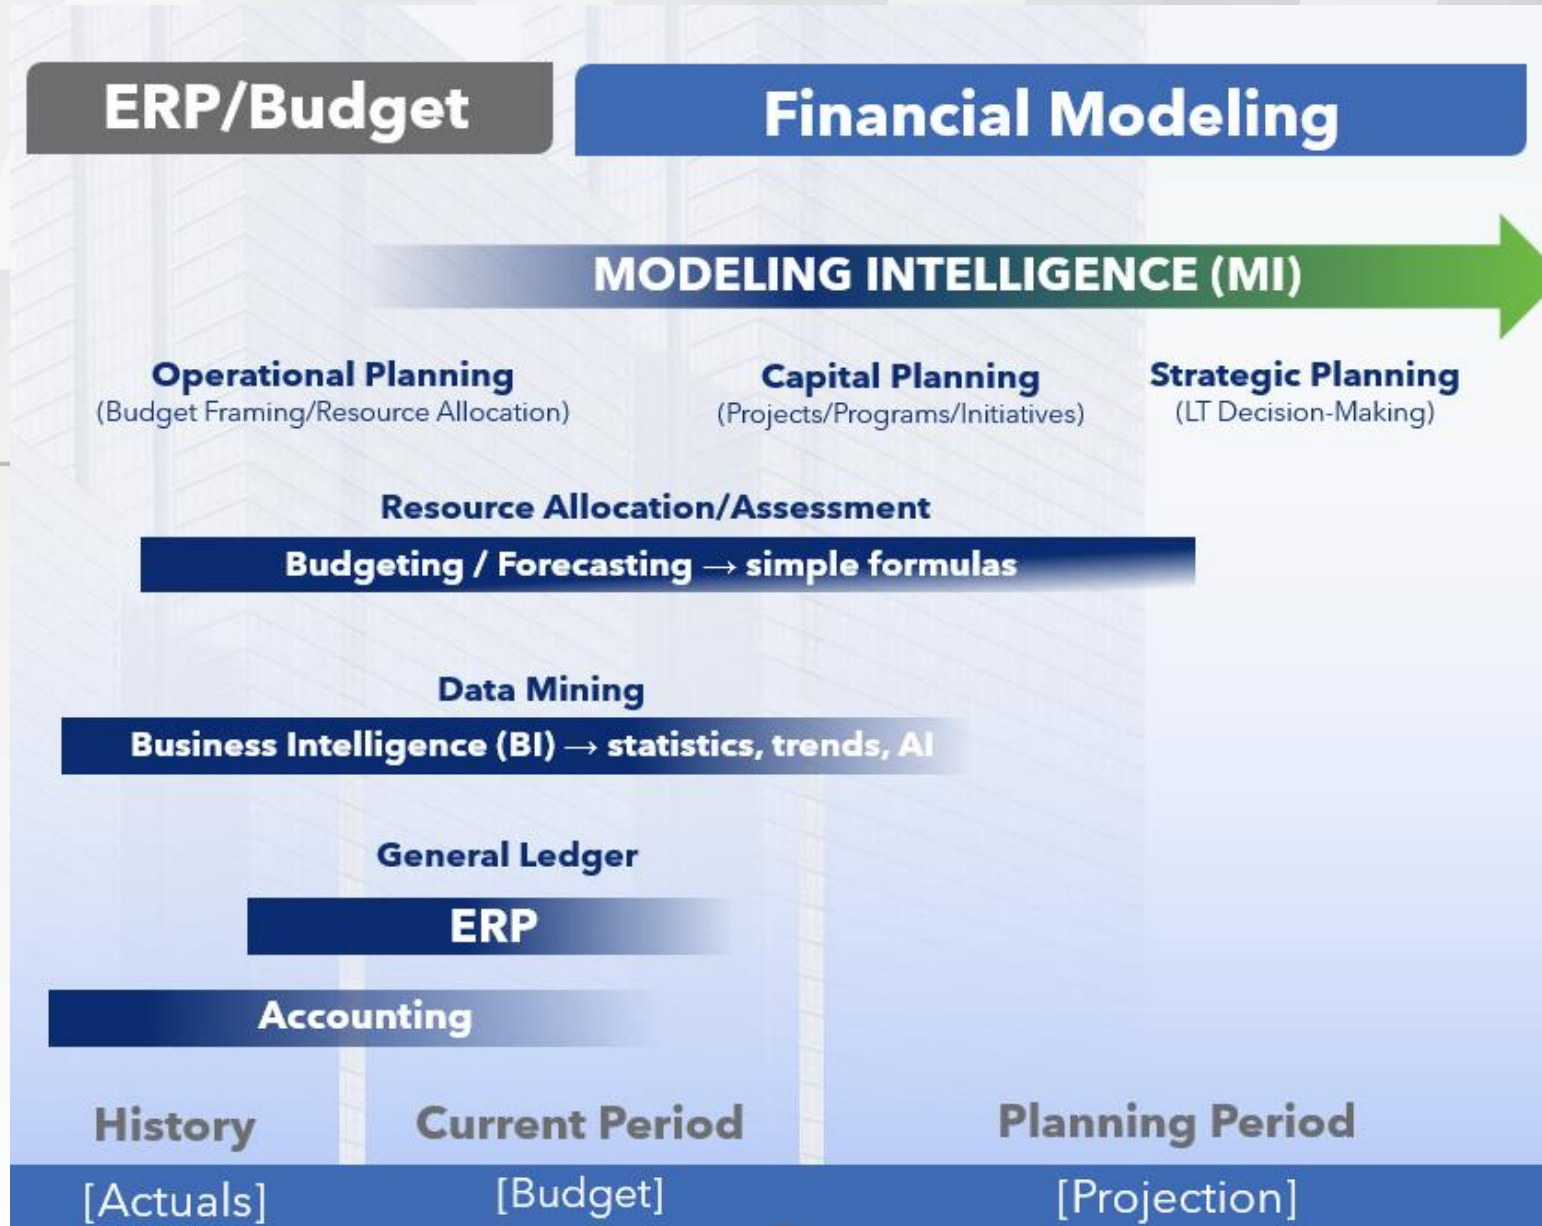 ERP/Budget
Financial Modeling
MODELING INTELLIGENCE (MI)
Operational Planning
(Budget Framing/Resource Allocation)
Capital Planning
(Projects/Programs/Initiatives)
Strategic Planning
(LT Decision-Making)
Resource Allocation/Assessment
Budgeting / Forecasting → simple formulas
Data Mining
Business Intelligence (BI) → statistics, trends, AI
General Ledger
ERP
Accounting
History
Current Period
Planning Period
[Actuals]
[Budget]
[Projection]